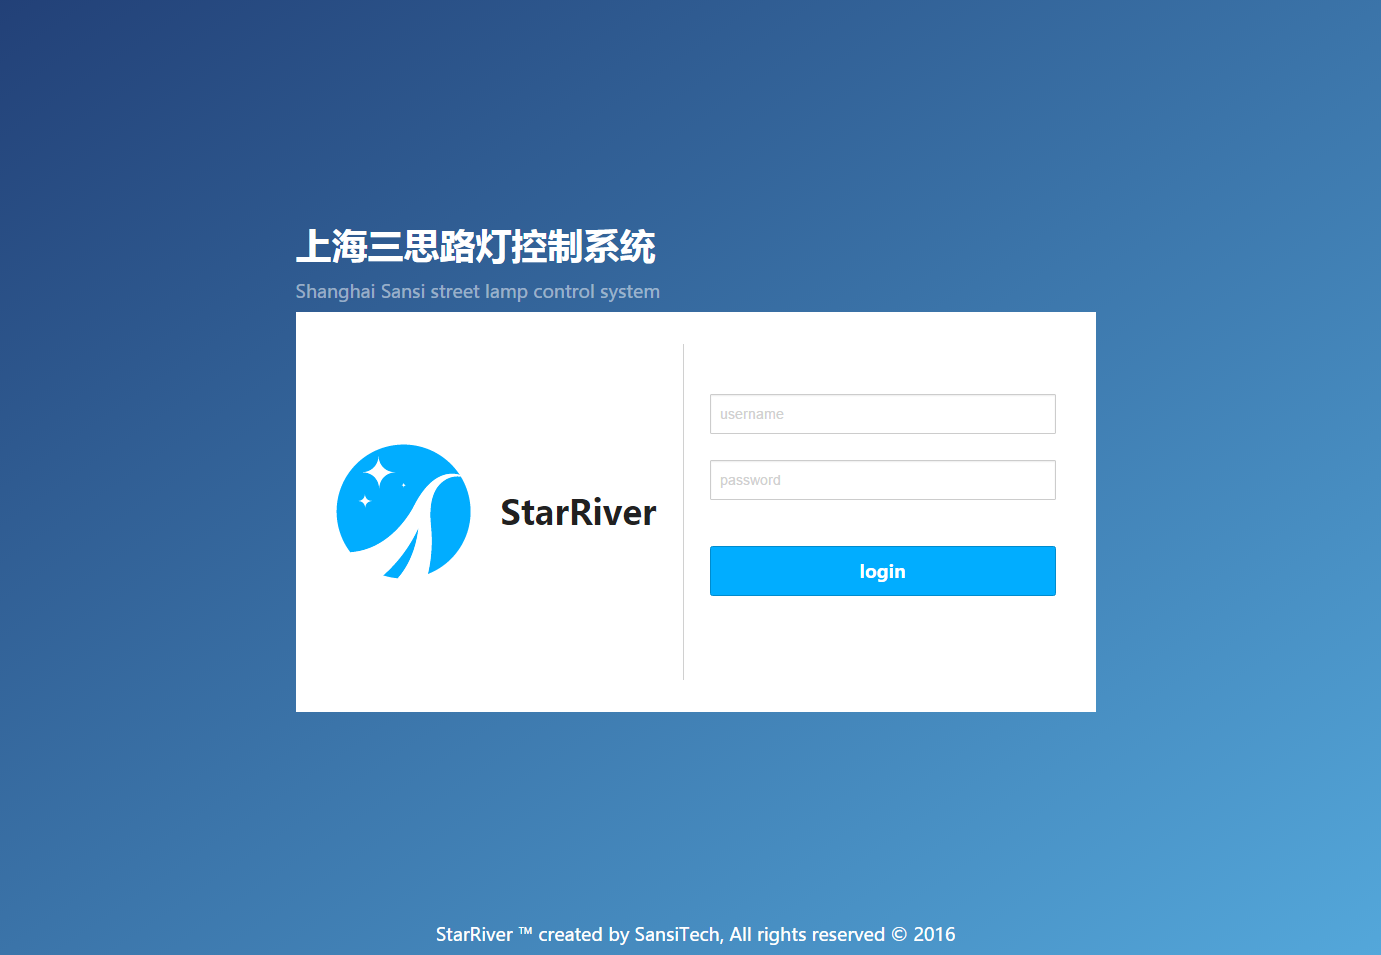 上海三思路灯控制系统
Shanghai Sansi street lamp control system
StarRiver
username
password
login
StarRiver ™ created by SansiTech, All rights reserved © 2016